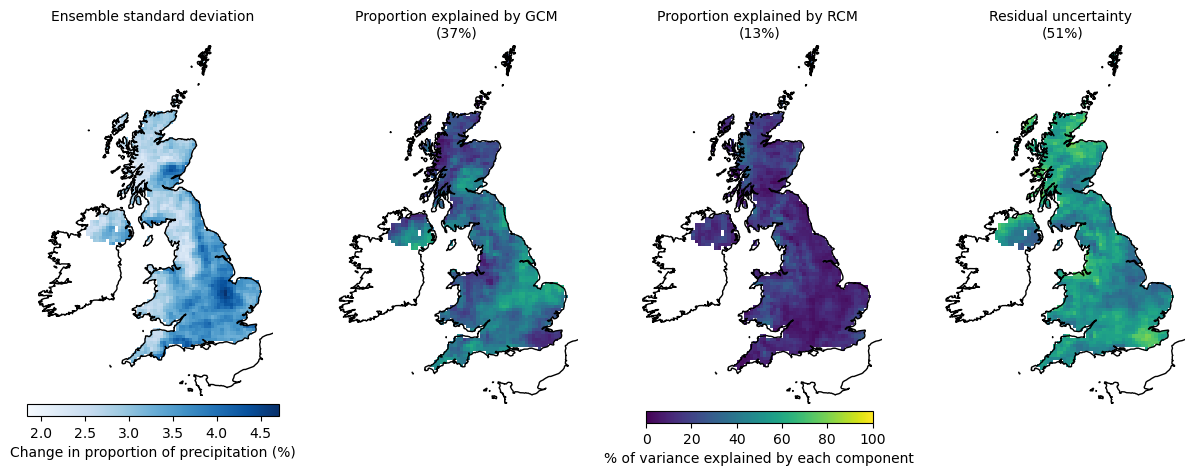 Ensemble standard deviation
Proportion explained by GCM
(37%)
Proportion explained by RCM
(13%)
Residual uncertainty
(51%)
2.0 2.5 3.0 3.5 4.0 4.5
Change in proportion of precipitation (%)
0 20 40 60 80 100
% of variance explained by each component